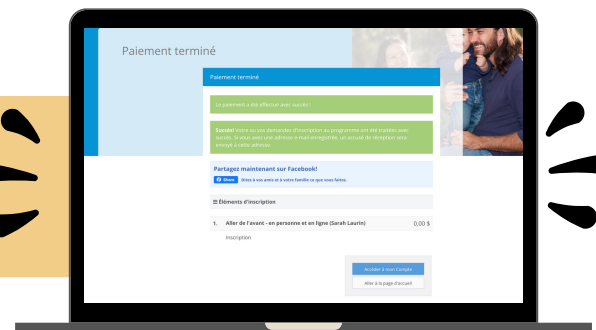 Paiement terminé
Paiement terminé
Le paiement a été effectué avec succès !
Succès! Votre ou vos demandes d'inscription au programme ont été traitées avec
succès. Si vous avez une adresse e-mail enregistrée, un accusé de réception sera
envoyé à cette adresse.
Partagez maintenant sur Facebook!
Share Dites à vos amis et à votre famille ce que vous faites.
Éléments d'inscription
1. Aller de l'avant - en personne et en ligne (Sarah Laurin) 0,00 $
Inscription
Accéder à mon Compte
Aller à la page d'accueil